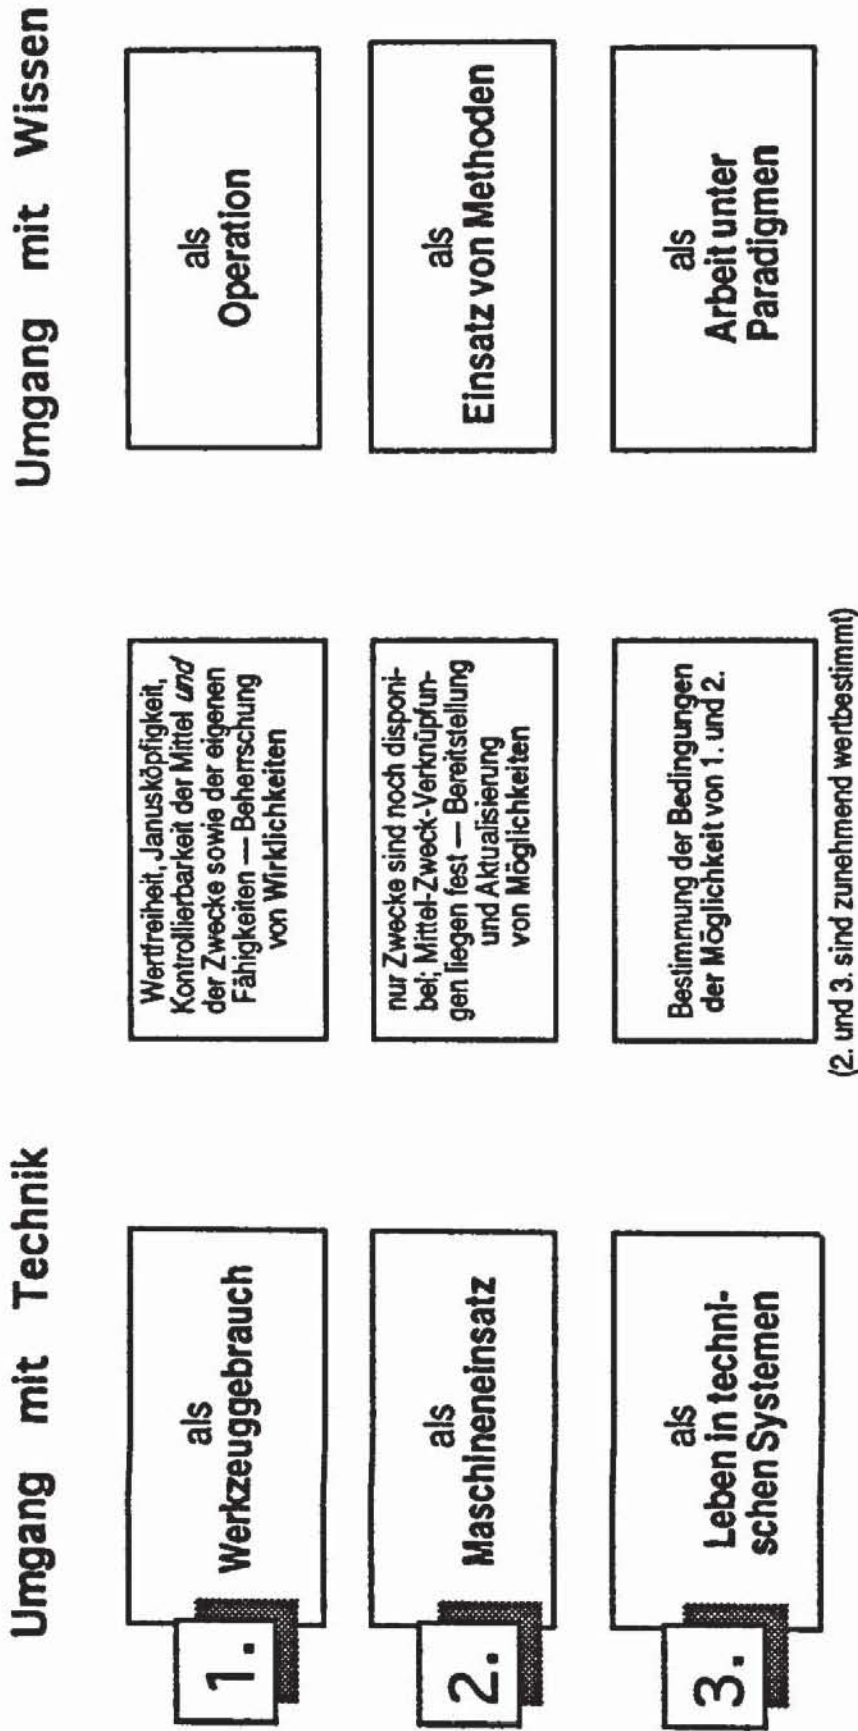 Umgang mit Technik
Umgang mit Wissen
1.
als
Werkzeuggebrauch
Wertfreiheit, Janusköpfigkeit,
Kontrollierbarkeit der Mittel und
der Zwecke sowie der eigenen
Fähigkeiten — Beherrschung
von Wirklichkeiten
als
Operation
2.
als
Maschineneinsatz
nur Zwecke sind noch disponi-
bel; Mittel-Zweck-Verknüpfun-
gen liegen fest — Bereitstellung
und Aktualisierung
von Möglichkeiten
als
Einsatz von Methoden
3.
als
Leben in techni-
schen Systemen
Bestimmung der Bedingungen
der Möglichkeit von 1. und 2.
als
Arbeit unter
Paradigmen
(2. und 3. sind zunehmend wertbestimmt)